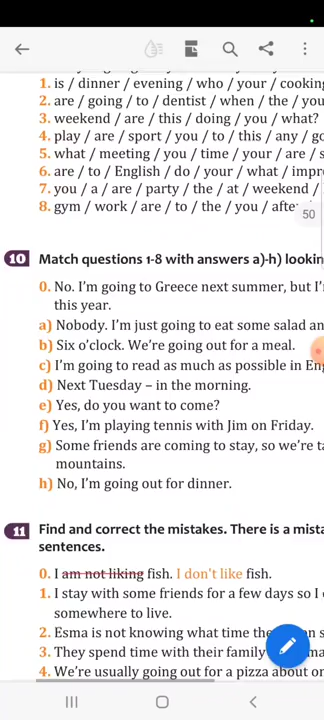 1. is / dinner / evening / who / your / cooking
2. are / going / to / dentist / when / the / you
3. weekend / are / this / doing / you / what?
4. play / are / sport / you / to / this / any / go
5. what / meeting / you / time / your / are / s
6. are / to / English / do / your / what / impr
7. you / a / are / party / the / at / weekend /
8. gym / work / are / to / the / you / afte
50
10 Match questions 1-8 with answers a)-h) lookin
0. No. I'm going to Greece next summer, but I'
this year.
a) Nobody. I'm just going to eat some salad an
b) Six o'clock. We're going out for a meal.
c) I'm going to read as much as possible in En
d) Next Tuesday – in the morning.
e) Yes, do you want to come?
f) Yes, I'm playing tennis with Jim on Friday.
g) Some friends are coming to stay, so we're ta
mountains.
h) No, I'm going out for dinner.
11 Find and correct the mistakes. There is a mista
sentences.
0. I am not liking fish. I don't like fish.
1. I stay with some friends for a few days so I
somewhere to live.
2. Esma is not knowing what time the
3. They spend time with their family
4. We're usually going out for a pizza about on